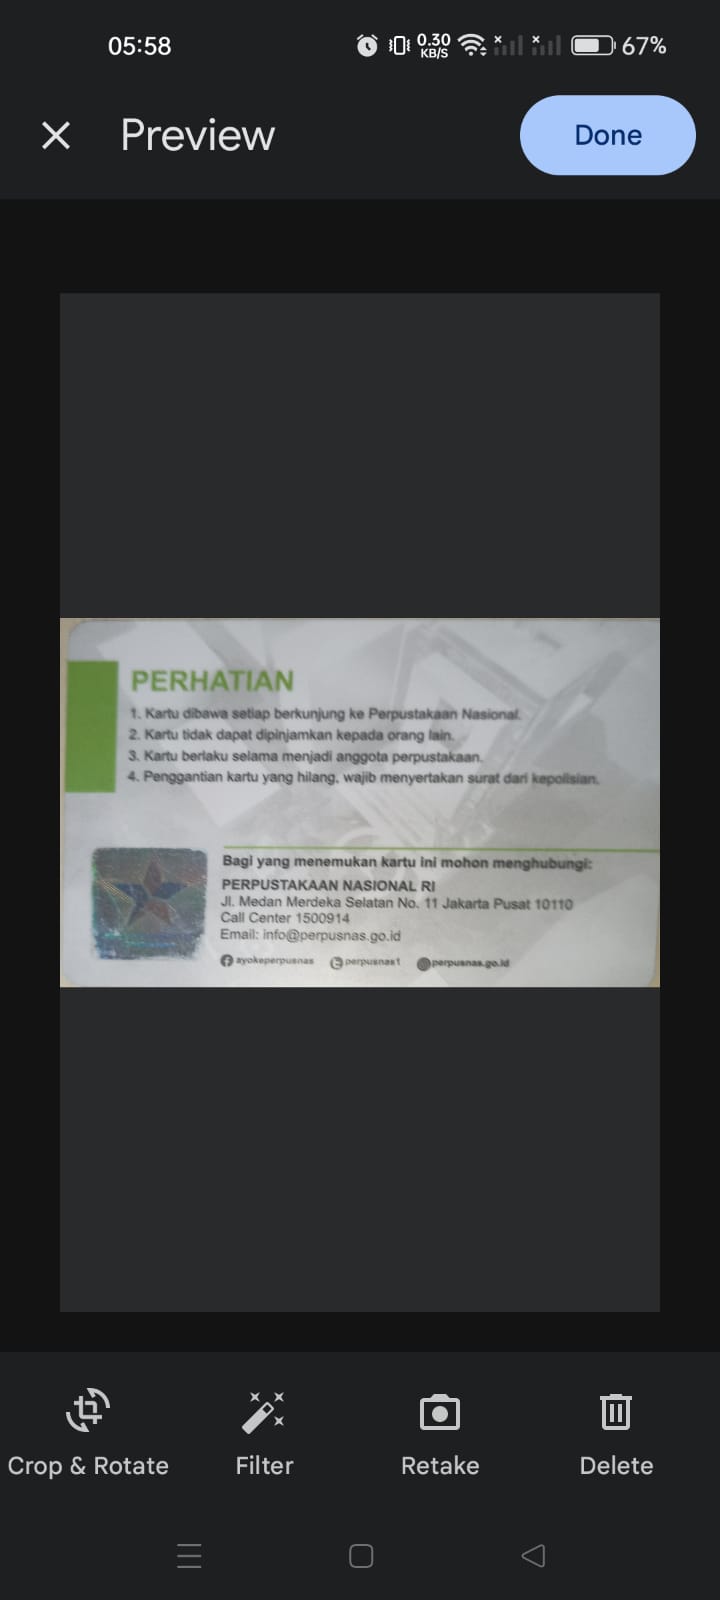 05:58
0.30
KB/S
67%
Preview
Done
PERHATIAN
1. Kartu dibawa setiap berkunjung ke Perpustakaan Nasional.
2. Kartu tidak dapat dipinjamkan kepada orang lain.
3. Kartu berlaku selama menjadi anggota perpustakaan.
4. Penggantian kartu yang hilang, wajib menyertakan surat dari kepolisian.
Bagi yang menemukan kartu ini mohon menghubungi:
PERPUSTAKAAN NASIONAL RI
Jl. Medan Merdeka Selatan No. 11 Jakarta Pusat 10110
Call Center 1500914
Email: info@perpusnas.go.id
ayokeperpusnas perpusnas1 perpusnas.go.id
Crop & Rotate
Filter
Retake
Delete